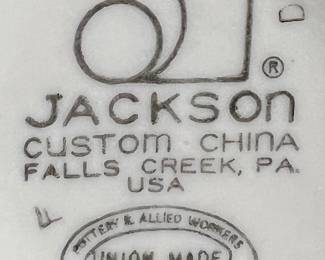 D
®
JACKSON
CUSTOM CHINA
FALLS CREEK, PA.
USA
F
POTTERY & ALLIED WORKERS
UNION MADE